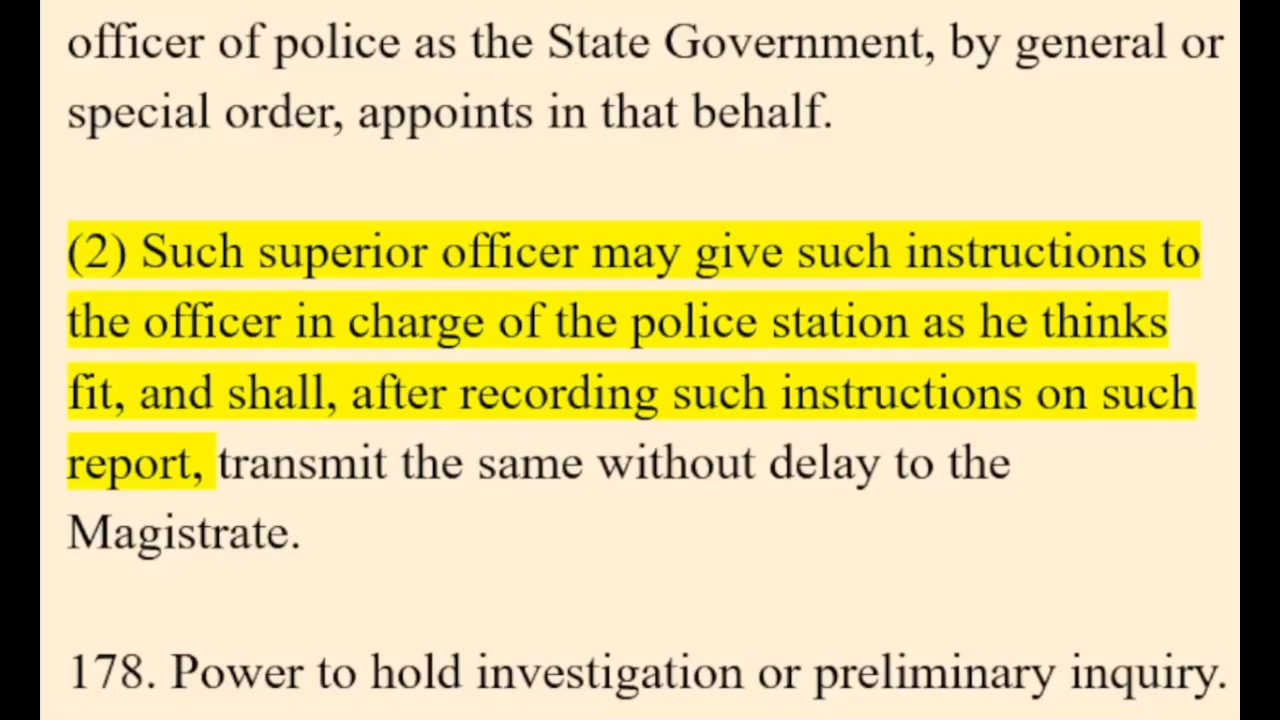 officer of police as the State Government, by general or
special order, appoints in that behalf.
(2) Such superior officer may give such instructions to
the officer in charge of the police station as he thinks
fit, and shall, after recording such instructions on such
report, transmit the same without delay to the
Magistrate.
178. Power to hold investigation or preliminary inquiry.